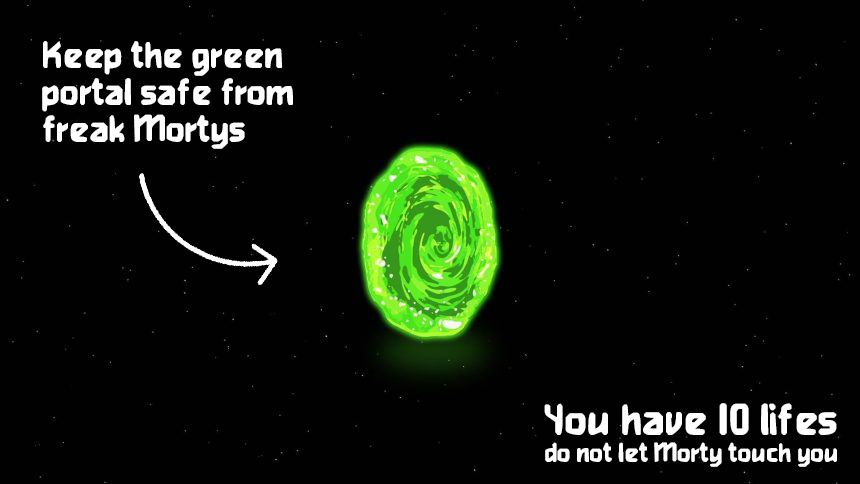 Keep the green
portal safe from
freak Mortys
You have 10 lifes
do not let Morty touch you